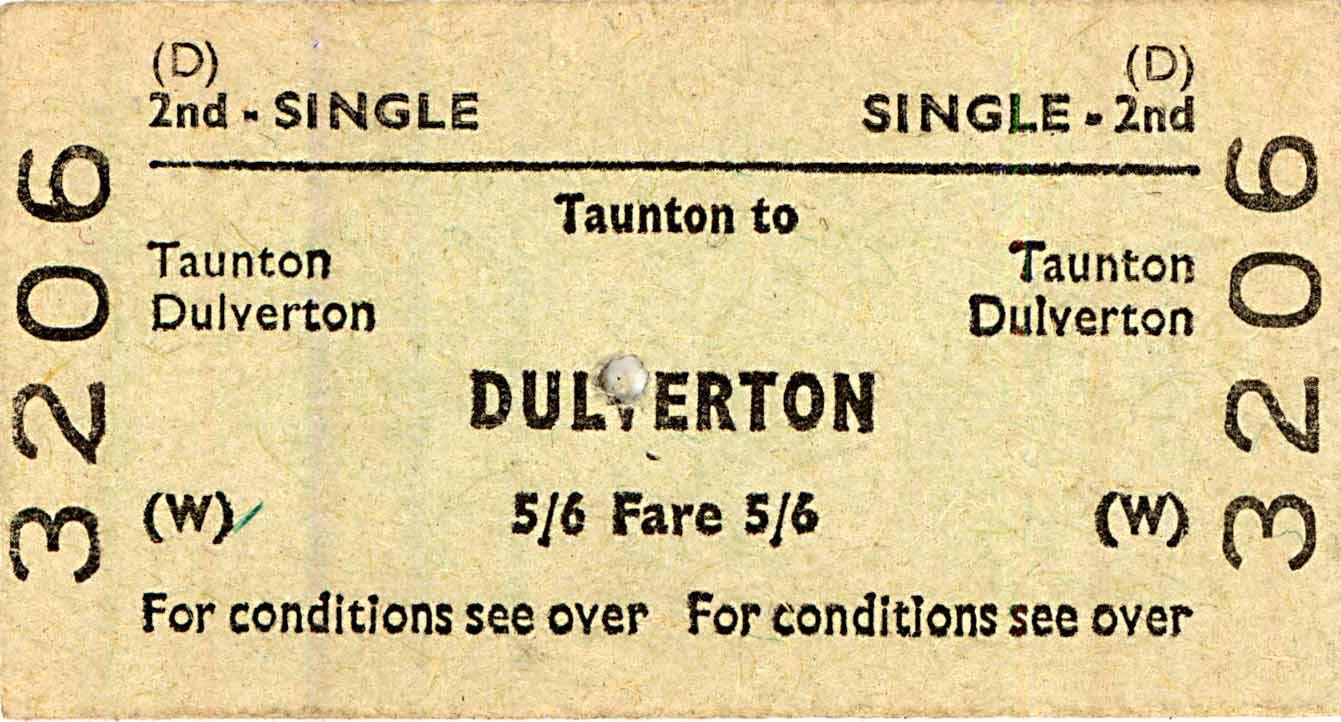 (D) (D)
2nd - SINGLE SINGLE - 2nd
Taunton to
Taunton Taunton
Dulverton Dulverton
DULVERTON
(W) 5/6 Fare 5/6 (W)
For conditions see over For conditions see over
3206
3206